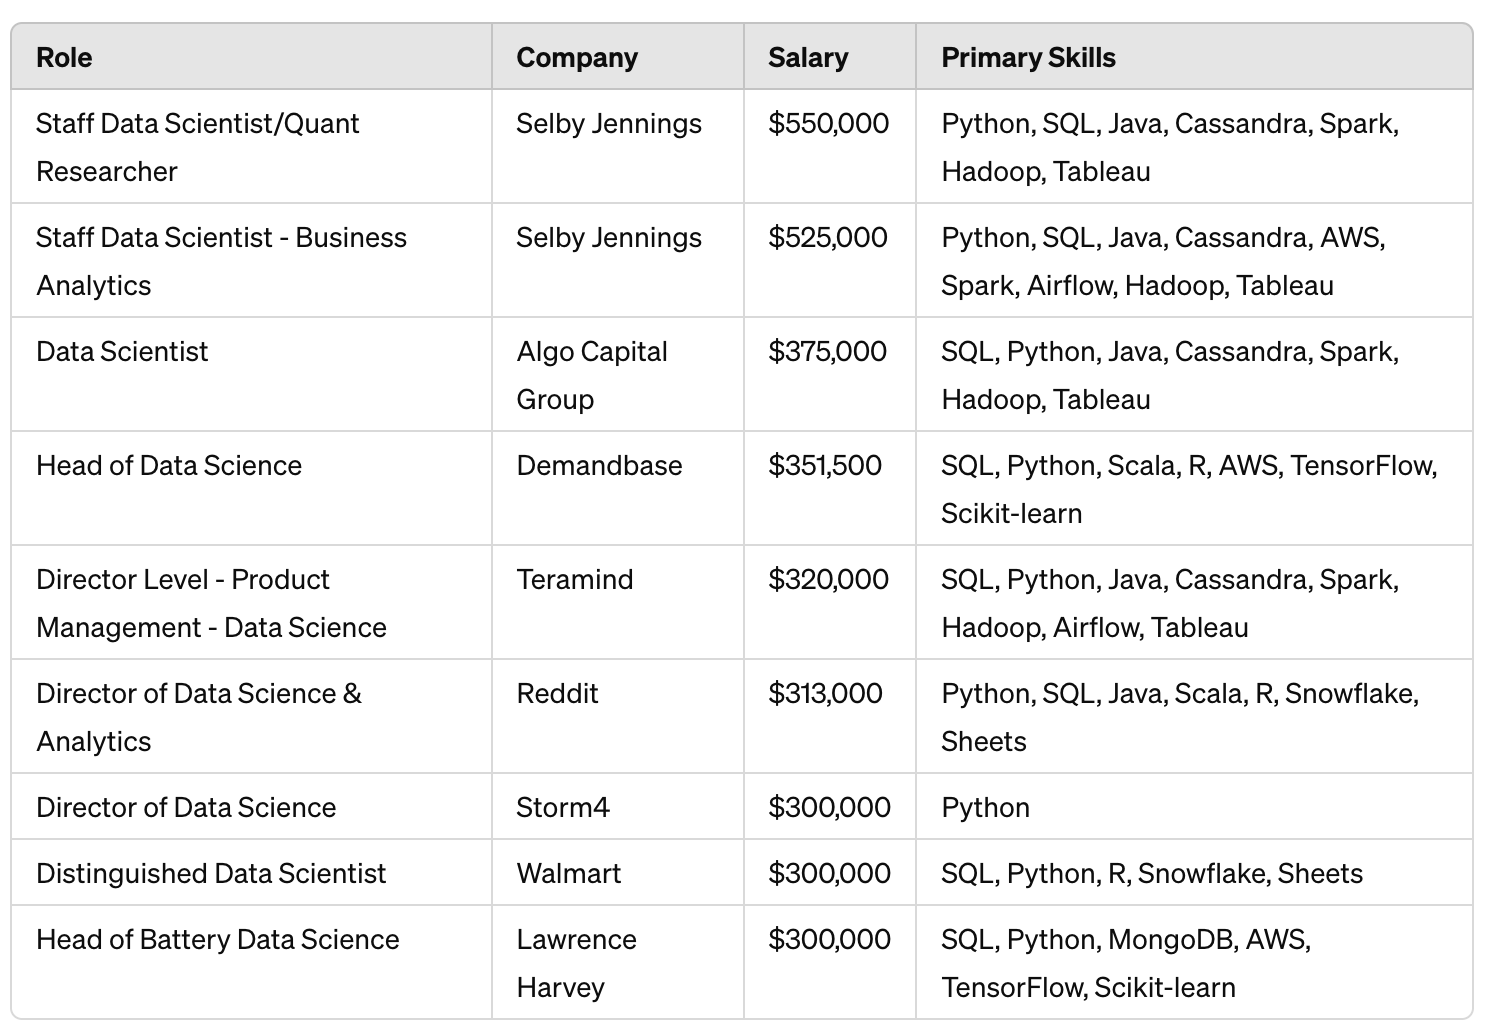 Role Company Salary Primary Skills
Staff Data Scientist/Quant Selby Jennings $550,000 Python, SQL, Java, Cassandra, Spark,
Researcher Hadoop, Tableau
Staff Data Scientist - Business Selby Jennings $525,000 Python, SQL, Java, Cassandra, AWS,
Analytics Spark, Airflow, Hadoop, Tableau
Data Scientist Algo Capital $375,000 SQL, Python, Java, Cassandra, Spark,
Group Hadoop, Tableau
Head of Data Science Demandbase $351,500 SQL, Python, Scala, R, AWS, TensorFlow,
Scikit-learn
Director Level - Product Teramind $320,000 SQL, Python, Java, Cassandra, Spark,
Management - Data Science Hadoop, Airflow, Tableau
Director of Data Science & Reddit $313,000 Python, SQL, Java, Scala, R, Snowflake,
Analytics Sheets
Director of Data Science Storm4 $300,000 Python
Distinguished Data Scientist Walmart $300,000 SQL, Python, R, Snowflake, Sheets
Head of Battery Data Science Lawrence $300,000 SQL, Python, MongoDB, AWS,
Harvey TensorFlow, Scikit-learn